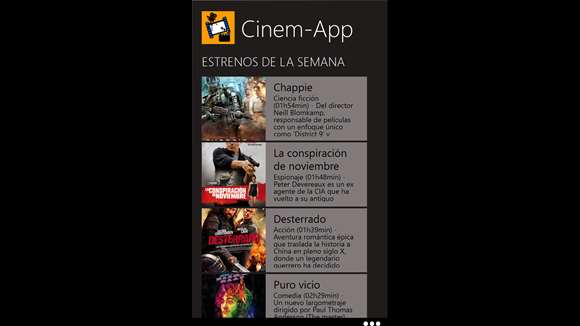 Cinem-App
ESTRENOS DE LA SEMANA
Chappie
Ciencia ficción
(01h54min) - Del director
Neill Blomkamp,
responsable de películas
con un enfoque único
como 'District 9' y
La conspiración
de noviembre
Espionaje (01h48min) -
Peter Devereaux es un ex
agente de la CIA que ha
vuelto a su antiguo
LA CONSPIRACIÓN
DE NOVIEMBRE
Desterrado
Acción (01h39min) -
Aventura romántica épica
que traslada la historia a
China en pleno siglo X,
donde un legendario
guerrero ha decidido
DESTERRADO
Puro vicio
Comedia (02h29min) -
Un nuevo largometraje
dirigido por Paul Thomas
Anderson (The master)